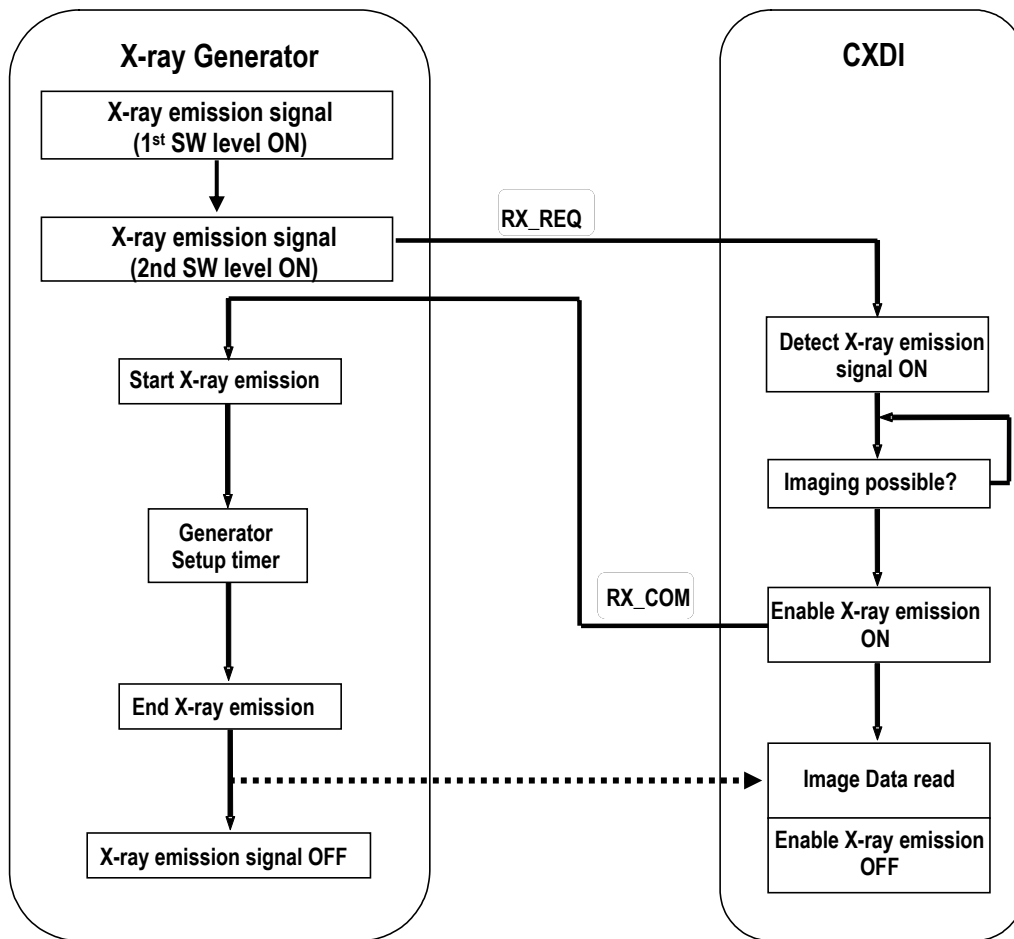 X-ray Generator
X-ray emission signal
(1st SW level ON)
X-ray emission signal
(2nd SW level ON)
Start X-ray emission
Generator
Setup timer
End X-ray emission
X-ray emission signal OFF
RX_REQ
RX_COM
CXDI
Detect X-ray emission
signal ON
Imaging possible?
Enable X-ray emission
ON
Image Data read
Enable X-ray emission
OFF